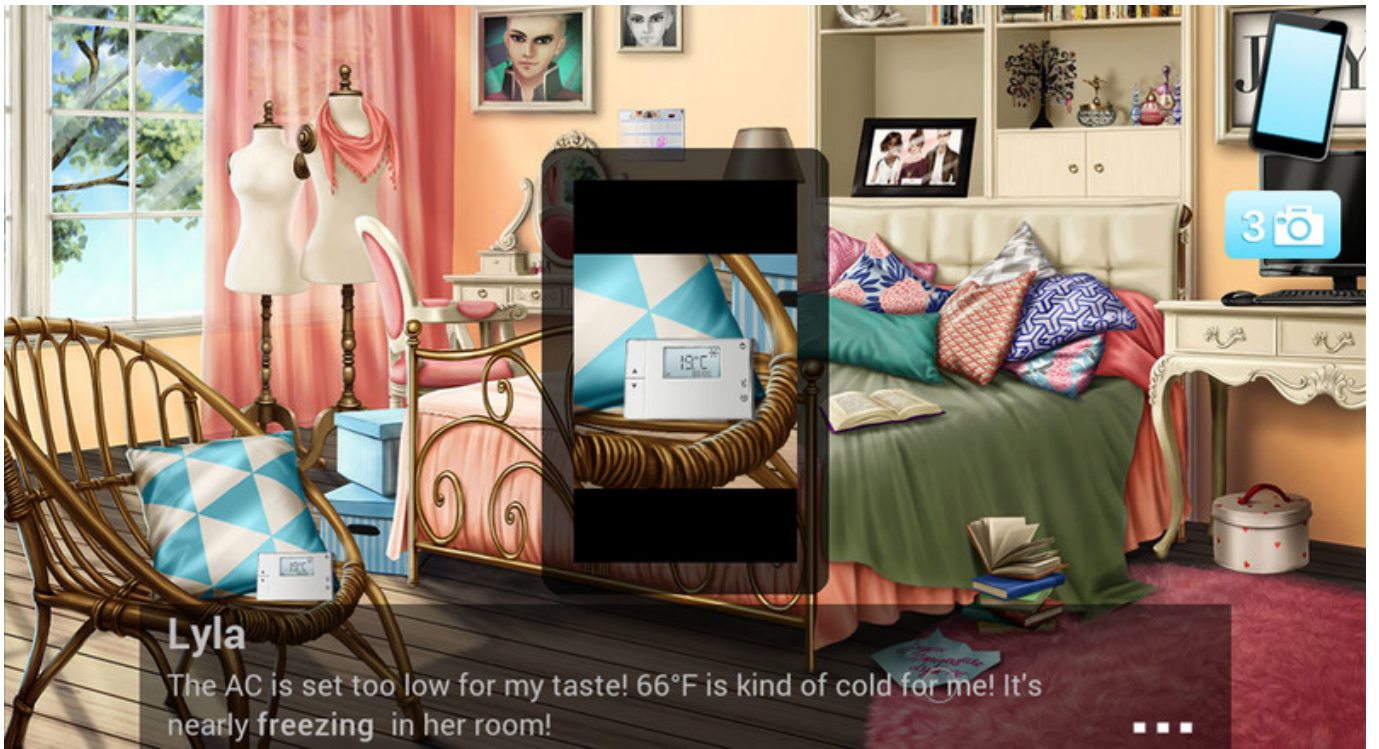 3
19°C
19°C
Lyla
The AC is set too low for my taste! 66°F is kind of cold for me! It's
nearly freezing in her room!